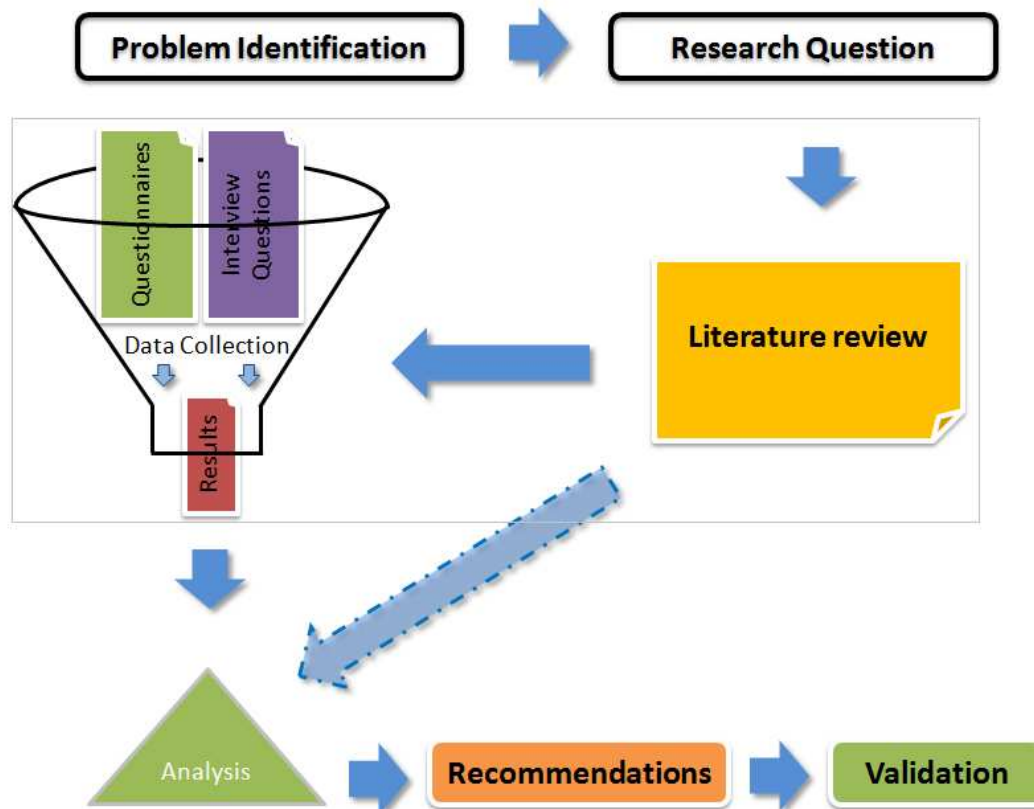 Problem Identification
Research Question
Questionnaires
Interview
Questions
Data Collection
Results
Literature review
Analysis
Recommendations
Validation